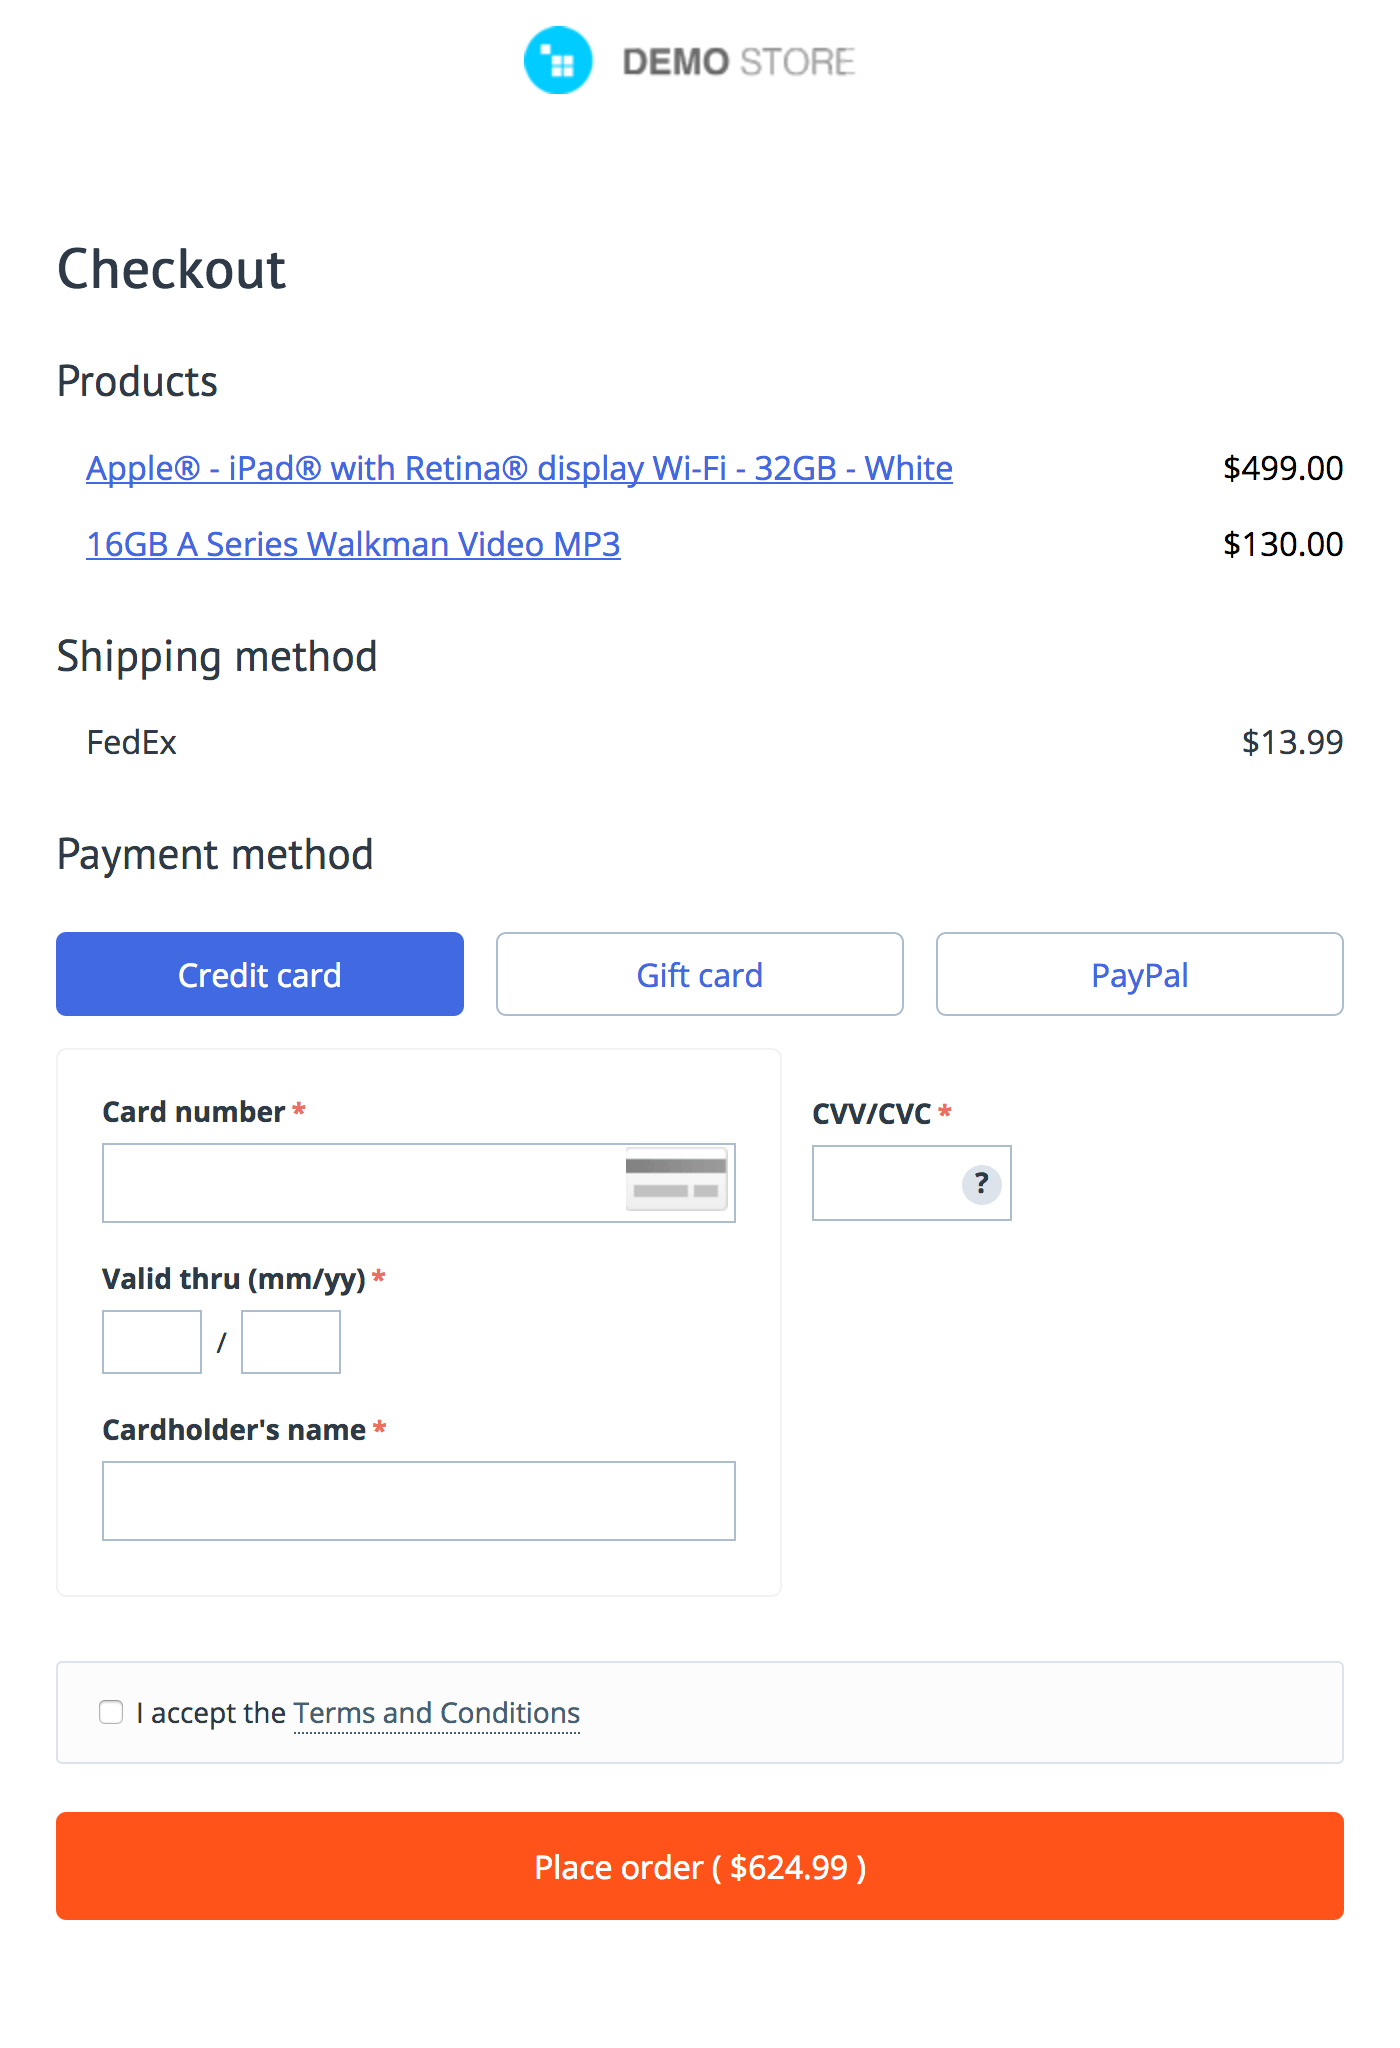 DEMO STORE
Checkout
Products
Apple® - iPad® with Retina® display Wi-Fi - 32GB - White $499.00
16GB A Series Walkman Video MP3 $130.00
Shipping method
FedEx $13.99
Payment method
Credit card Gift card PayPal
Card number * CVV/CVC *
?
Valid thru (mm/yy) *
/
Cardholder's name *
I accept the Terms and Conditions
Place order ( $624.99 )